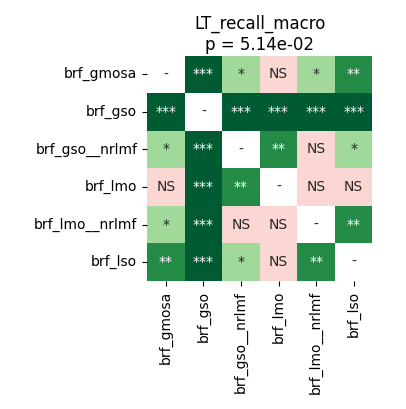 LT_recall_macro
p = 5.14e-02
brf_gmosa - *** * NS * **
brf_gso *** - *** *** *** ***
brf_gso__nrlmf * *** - ** NS *
brf_lmo NS *** ** - NS NS
brf_lmo__nrlmf * *** NS NS - **
brf_lso ** *** * NS ** -
brf_gmosa brf_gso brf_gso__nrlmf brf_lmo brf_lmo__nrlmf brf_lso